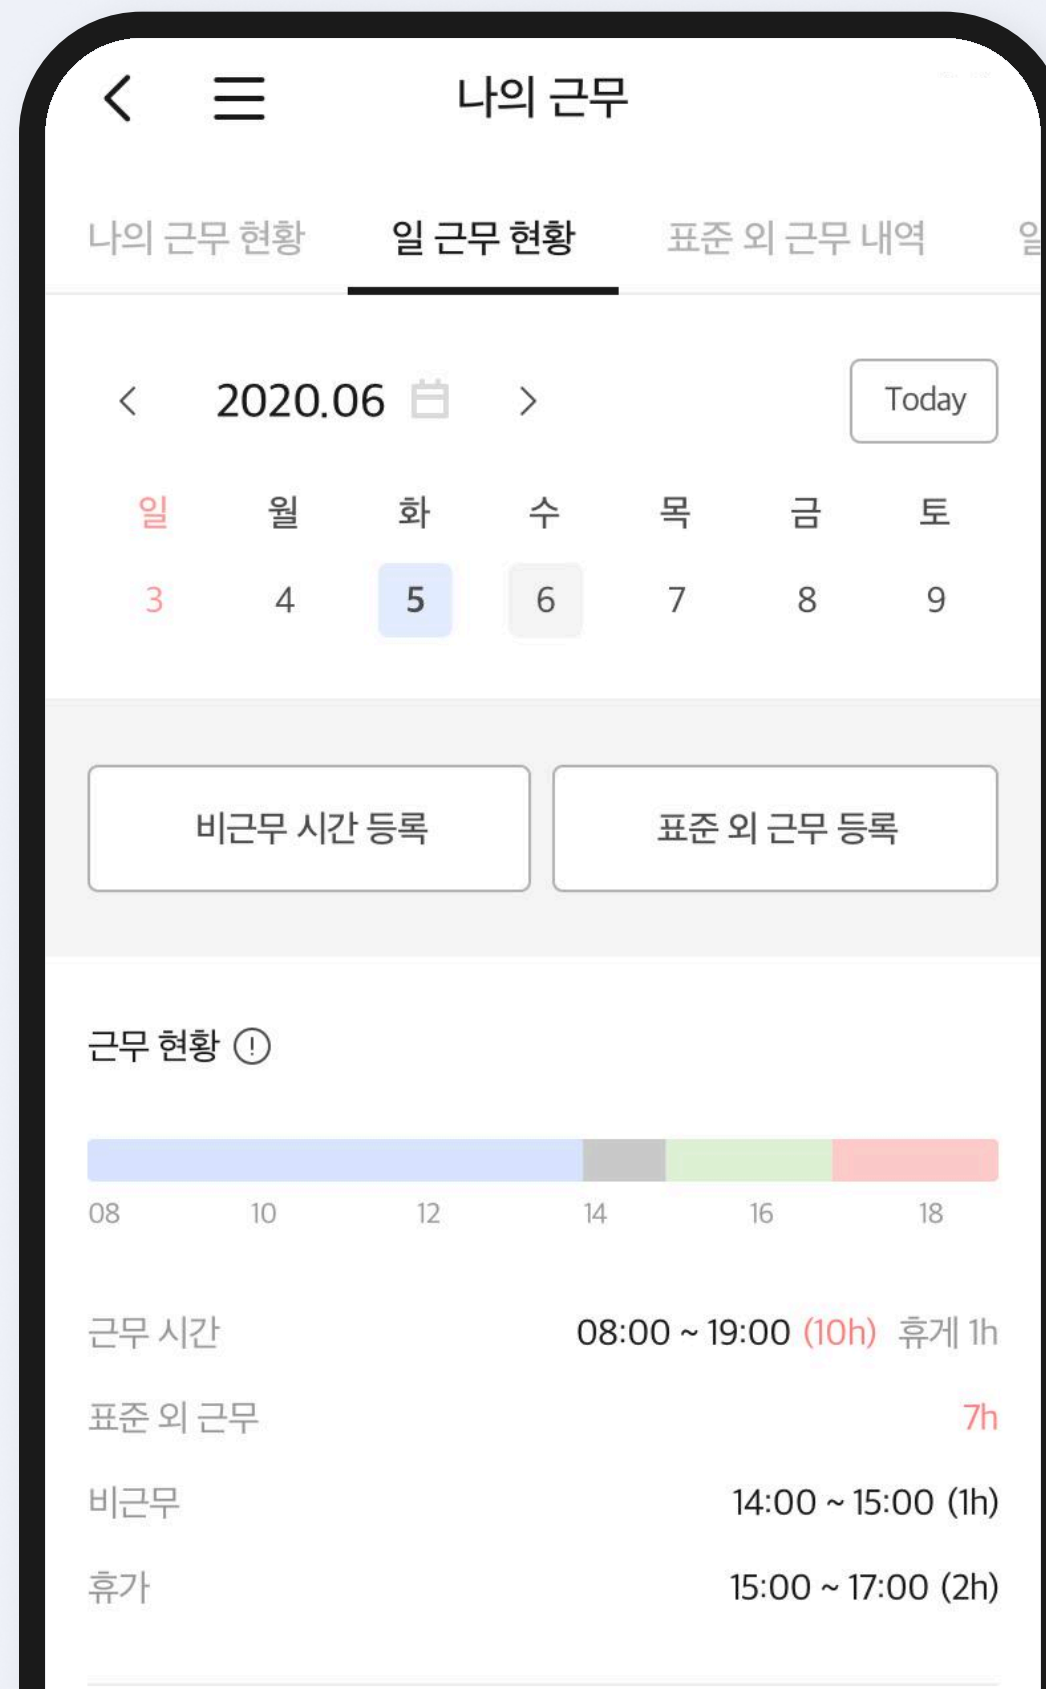 나의 근무
나의 근무 현황 일 근무 현황 표준 외 근무 내역 일
2020.06 Today
일 월 화 수 목 금 토
3 4 5 6 7 8 9
비근무 시간 등록 표준 외 근무 등록
근무 현황
08 10 12 14 16 18
근무 시간 08:00 ~ 19:00 (10h) 휴게 1h
표준 외 근무 7h
비근무 14:00 ~ 15:00 (1h)
휴가 15:00 ~ 17:00 (2h)